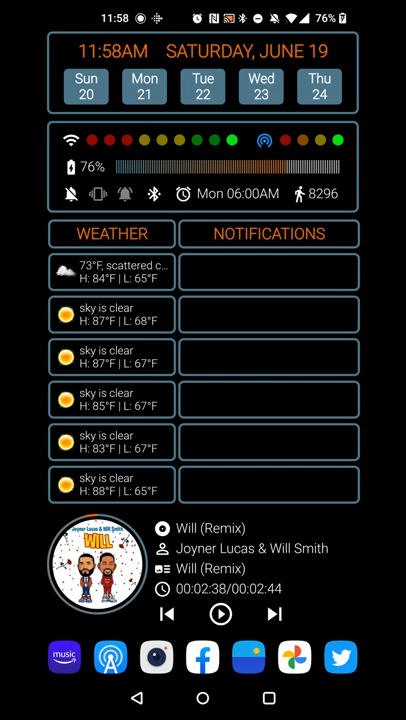 11:58 76%
11:58AM SATURDAY, JUNE 19
Sun Mon Tue Wed Thu
20 21 22 23 24
76%
Mon 06:00AM 8296
WEATHER NOTIFICATIONS
73°F, scattered c...
H: 84°F | L: 65°F
sky is clear
H: 87°F | L: 68°F
sky is clear
H: 87°F | L: 67°F
sky is clear
H: 85°F | L: 67°F
sky is clear
H: 83°F | L: 67°F
sky is clear
H: 88°F | L: 65°F
Joyner Lucas & Will Smith
WILL
Will (Remix)
Joyner Lucas & Will Smith
Will (Remix)
00:02:38/00:02:44
music